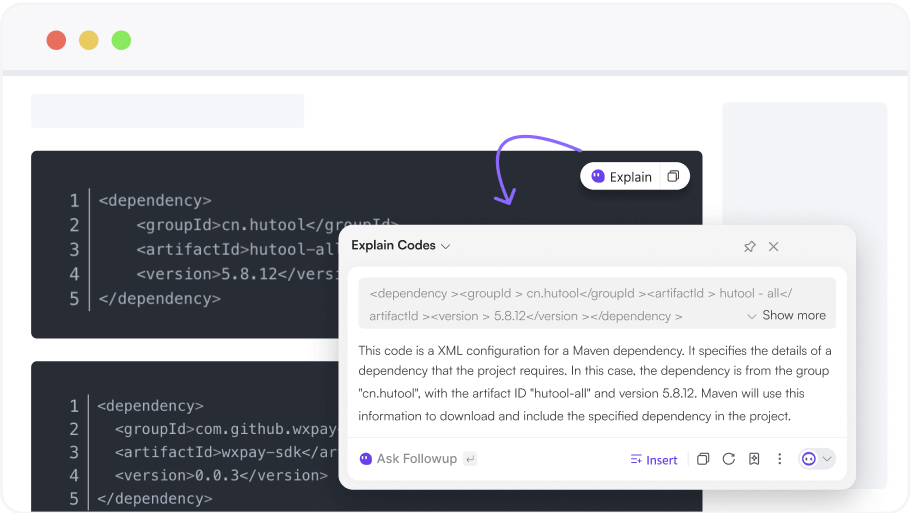 Explain
1 <dependency>
2 <groupId>cn.hutool</groupId>
3 <artifactId>hutool-all
4 <version>5.8.12</versi
5 </dependency>
Explain Codes
<dependency ><groupId > cn.hutool</groupId ><artifactId > hutool - all</
artifactId ><version > 5.8.12</version ></dependency >
Show more
This code is a XML configuration for a Maven dependency. It specifies the details of a
dependency that the project requires. In this case, the dependency is from the group
"cn.hutool", with the artifact ID "hutool-all" and version 5.8.12. Maven will use this
information to download and include the specified dependency in the project.
Ask Followup
Insert
1 <dependency>
2 <groupId>com.github.wxpay
3 <artifactId>wxpay-sdk</ar
4 <version>0.0.3</version>
5 </dependency>